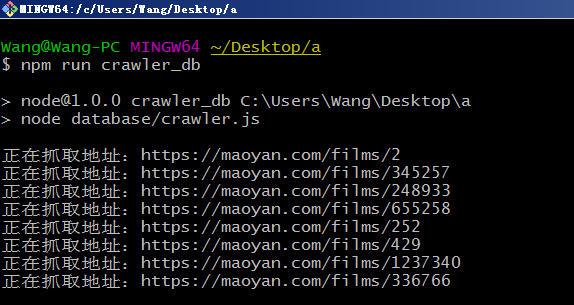 MINGW64:/c/Users/Wang/Desktop/a
Wang@Wang-PC MINGW64 ~/Desktop/a
$ npm run crawler_db
> node@1.0.0 crawler_db C:\Users\Wang\Desktop\a
> node database/crawler.js
正在抓取地址：https://maoyan.com/films/2
正在抓取地址：https://maoyan.com/films/345257
正在抓取地址：https://maoyan.com/films/248933
正在抓取地址：https://maoyan.com/films/655258
正在抓取地址：https://maoyan.com/films/252
正在抓取地址：https://maoyan.com/films/429
正在抓取地址：https://maoyan.com/films/1237340
正在抓取地址：https://maoyan.com/films/336766